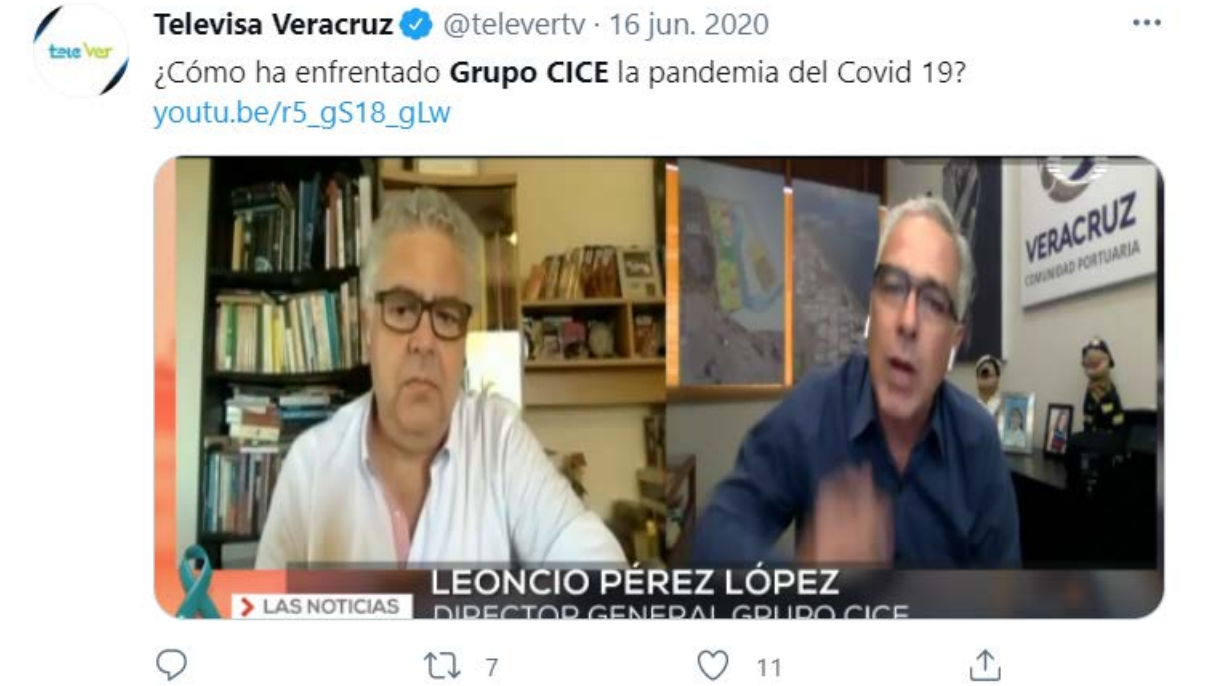 tele Ver
Televisa Veracruz @televertv · 16 jun. 2020
¿Cómo ha enfrentado Grupo CICE la pandemia del Covid 19?
youtu.be/r5_gS18_gLw
VERACRUZ
COMUNIDAD PORTUARIA
LEONCIO PÉREZ LÓPEZ
LAS NOTICIAS
DIRECTOR GENERAL GRUPO CICE
7
11